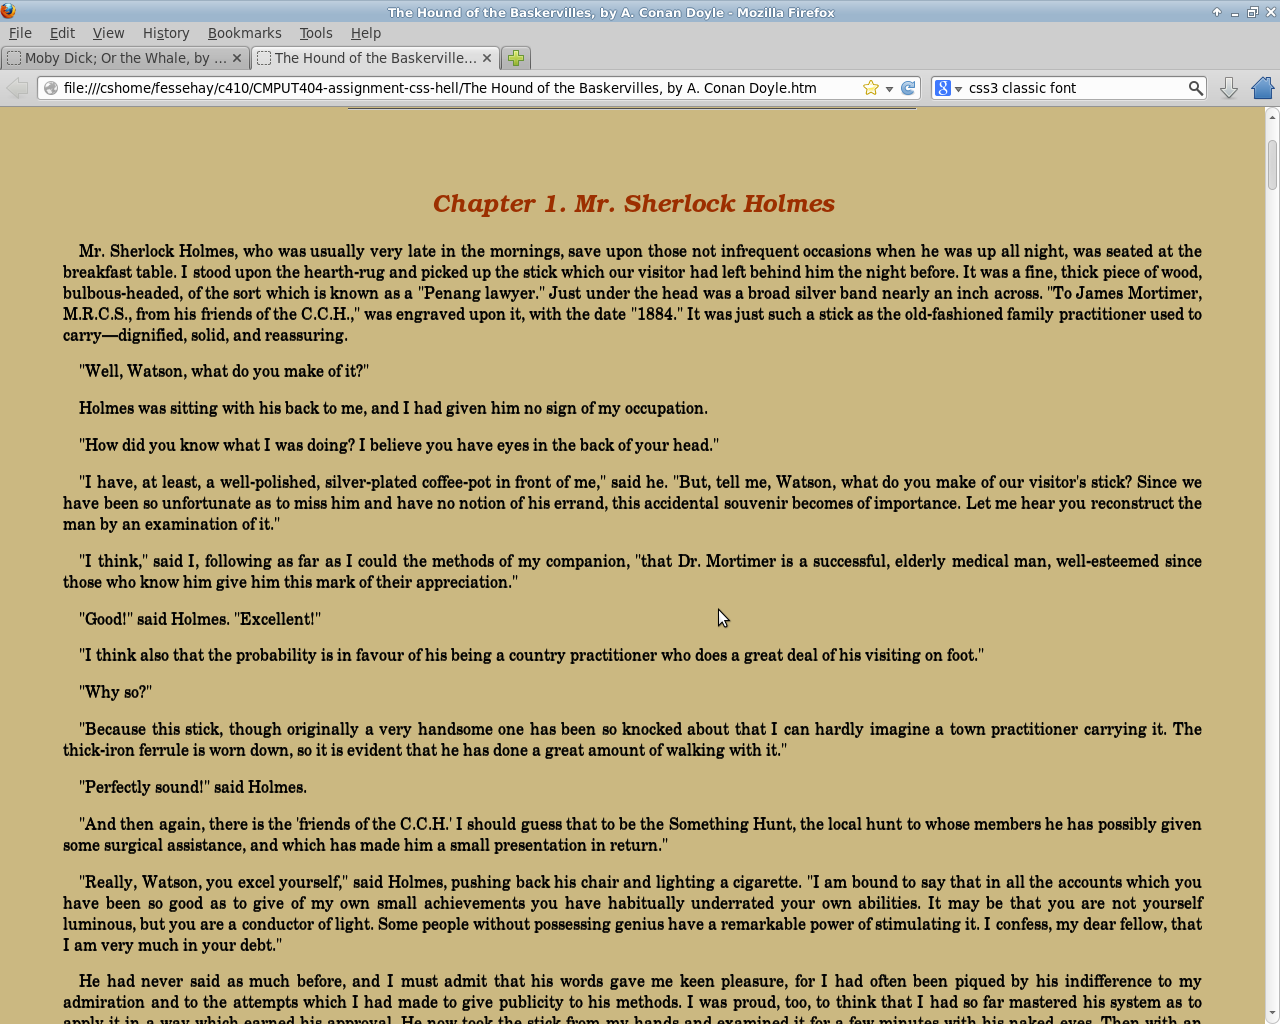 The Hound of the Baskervilles, by A. Conan Doyle - Mozilla Firefox
File Edit View History Bookmarks Tools Help
Moby Dick; Or the Whale, by ... The Hound of the Baskerville...
file:///cshome/fessehay/c410/CMPUT404-assignment-css-hell/The Hound of the Baskervilles, by A. Conan Doyle.htm css3 classic font
Chapter 1. Mr. Sherlock Holmes
Mr. Sherlock Holmes, who was usually very late in the mornings, save upon those not infrequent occasions when he was up all night, was seated at the
breakfast table. I stood upon the hearth-rug and picked up the stick which our visitor had left behind him the night before. It was a fine, thick piece of wood,
bulbous-headed, of the sort which is known as a "Penang lawyer." Just under the head was a broad silver band nearly an inch across. "To James Mortimer,
M.R.C.S., from his friends of the C.C.H.," was engraved upon it, with the date "1884." It was just such a stick as the old-fashioned family practitioner used to
carry—dignified, solid, and reassuring.
"Well, Watson, what do you make of it?"
Holmes was sitting with his back to me, and I had given him no sign of my occupation.
"How did you know what I was doing? I believe you have eyes in the back of your head."
"I have, at least, a well-polished, silver-plated coffee-pot in front of me," said he. "But, tell me, Watson, what do you make of our visitor's stick? Since we
have been so unfortunate as to miss him and have no notion of his errand, this accidental souvenir becomes of importance. Let me hear you reconstruct the
man by an examination of it."
"I think," said I, following as far as I could the methods of my companion, "that Dr. Mortimer is a successful, elderly medical man, well-esteemed since
those who know him give him this mark of their appreciation."
"Good!" said Holmes. "Excellent!"
"I think also that the probability is in favour of his being a country practitioner who does a great deal of his visiting on foot."
"Why so?"
"Because this stick, though originally a very handsome one has been so knocked about that I can hardly imagine a town practitioner carrying it. The
thick-iron ferrule is worn down, so it is evident that he has done a great amount of walking with it."
"Perfectly sound!" said Holmes.
"And then again, there is the 'friends of the C.C.H.' I should guess that to be the Something Hunt, the local hunt to whose members he has possibly given
some surgical assistance, and which has made him a small presentation in return."
"Really, Watson, you excel yourself," said Holmes, pushing back his chair and lighting a cigarette. "I am bound to say that in all the accounts which you
have been so good as to give of my own small achievements you have habitually underrated your own abilities. It may be that you are not yourself
luminous, but you are a conductor of light. Some people without possessing genius have a remarkable power of stimulating it. I confess, my dear fellow, that
I am very much in your debt."
He had never said as much before, and I must admit that his words gave me keen pleasure, for I had often been piqued by his indifference to my
admiration and to the attempts which I had made to give publicity to his methods. I was proud, too, to think that I had so far mastered his system as to
apply it in a way which earned his approval. He now took the stick from my hands and examined it for a few minutes with his naked eyes. Then with an